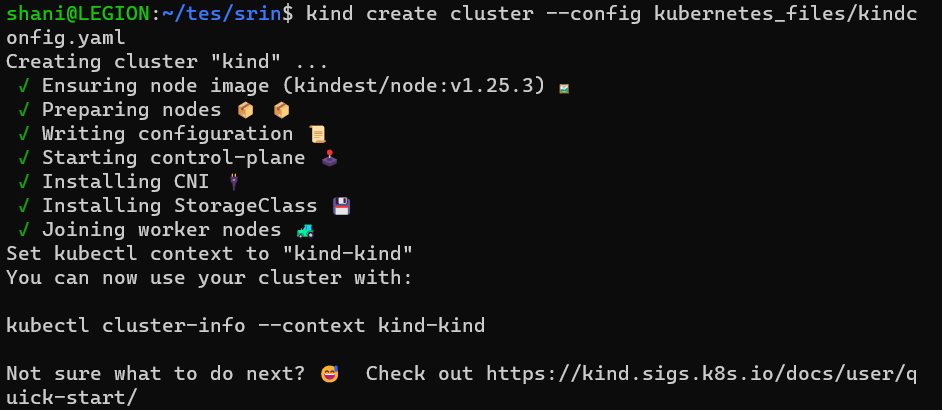 shani@LEGION:~/tes/srin$ kind create cluster --config kubernetes_files/kindc
onfig.yaml
Creating cluster "kind" ...
 ✓ Ensuring node image (kindest/node:v1.25.3) 🖼
 ✓ Preparing nodes 📦 📦
 ✓ Writing configuration 📜
 ✓ Starting control-plane 🕹️
 ✓ Installing CNI 🔌
 ✓ Installing StorageClass 💾
 ✓ Joining worker nodes 🚜
Set kubectl context to "kind-kind"
You can now use your cluster with:

kubectl cluster-info --context kind-kind

Not sure what to do next? 😅  Check out https://kind.sigs.k8s.io/docs/user/q
uick-start/